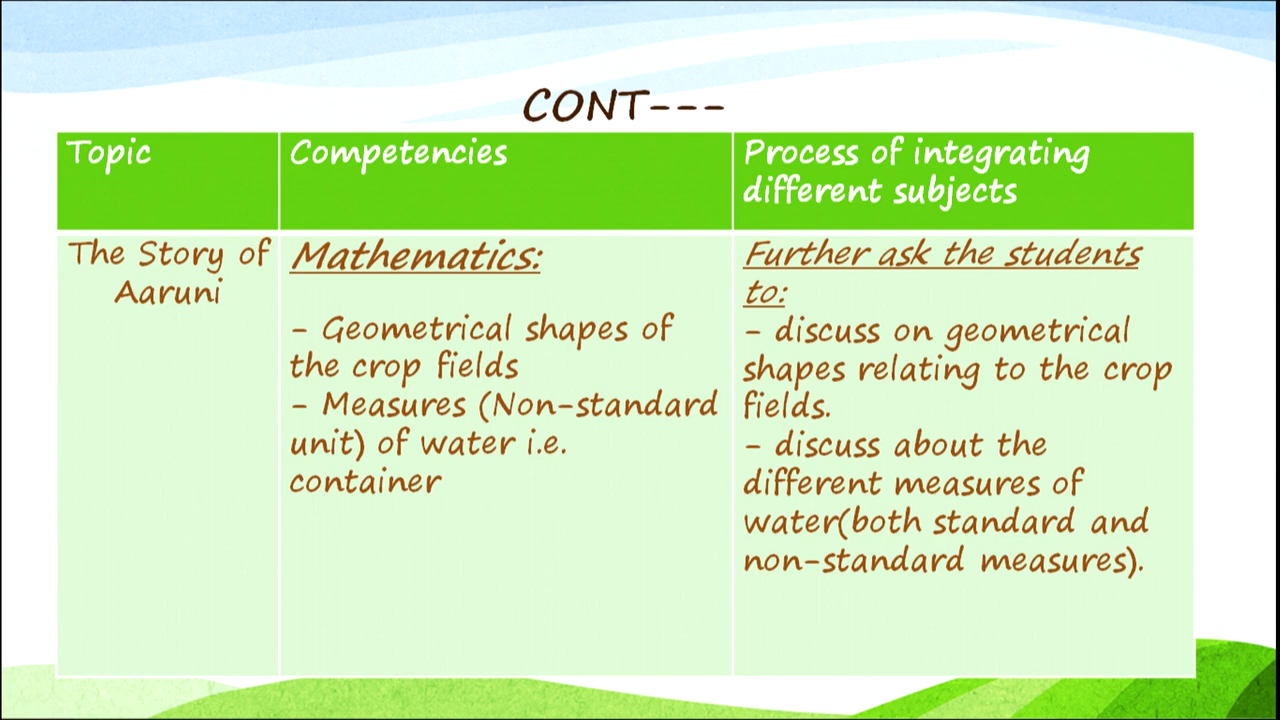 CONT---
Topic
Competencies
Process of integrating
different subjects
The Story of
Aaruni
Mathematics:
- Geometrical shapes of
the crop fields
- Measures (Non-standard
unit) of water i.e.
container
Further ask the students
to:
- discuss on geometrical
shapes relating to the crop
fields.
- discuss about the
different measures of
water(both standard and
non-standard measures).